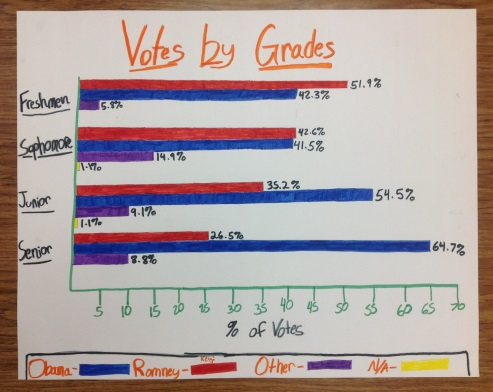 Votes by Grades
Freshmen
51.9%
42.3%
5.8%
Sophomore
42.6%
41.5%
14.9%
1.1%
Junior
35.2%
54.5%
9.1%
1.1%
Senior
26.5%
64.7%
8.8%
5 10 15 20 25 30 35 40 45 50 55 60 65 70
% of Votes
Obama- Romney- Other- N/A-